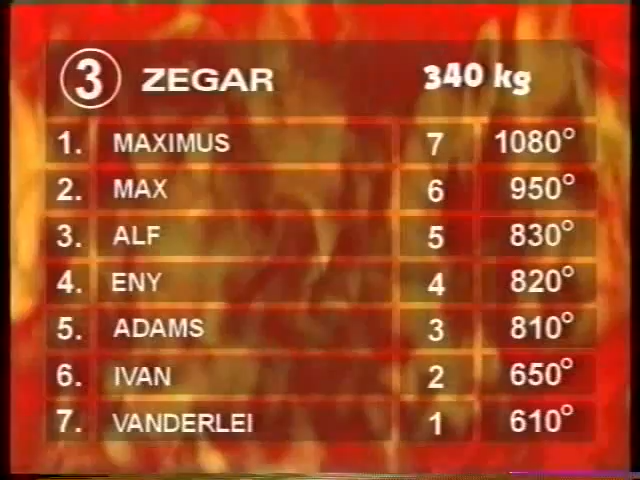 3 ZEGAR 340 kg
1. MAXIMUS 7 1080°
2. MAX 6 950°
3. ALF 5 830°
4. ENY 4 820°
5. ADAMS 3 810°
6. IVAN 2 650°
7. VANDERLEI 1 610°